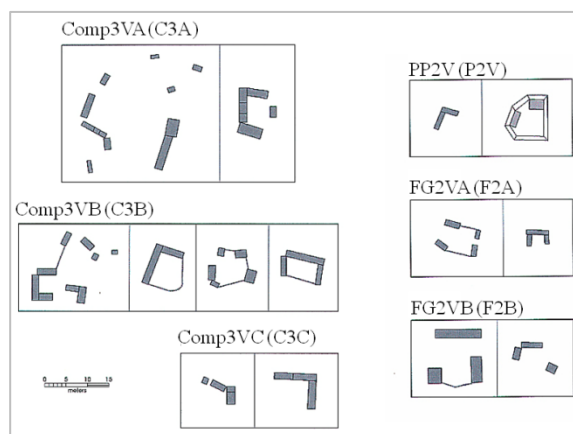 Comp3VA (C3A)
PP2V (P2V)
FG2VA (F2A)
Comp3VB (C3B)
FG2VB (F2B)
Comp3VC (C3C)
0 5 10 15
meters